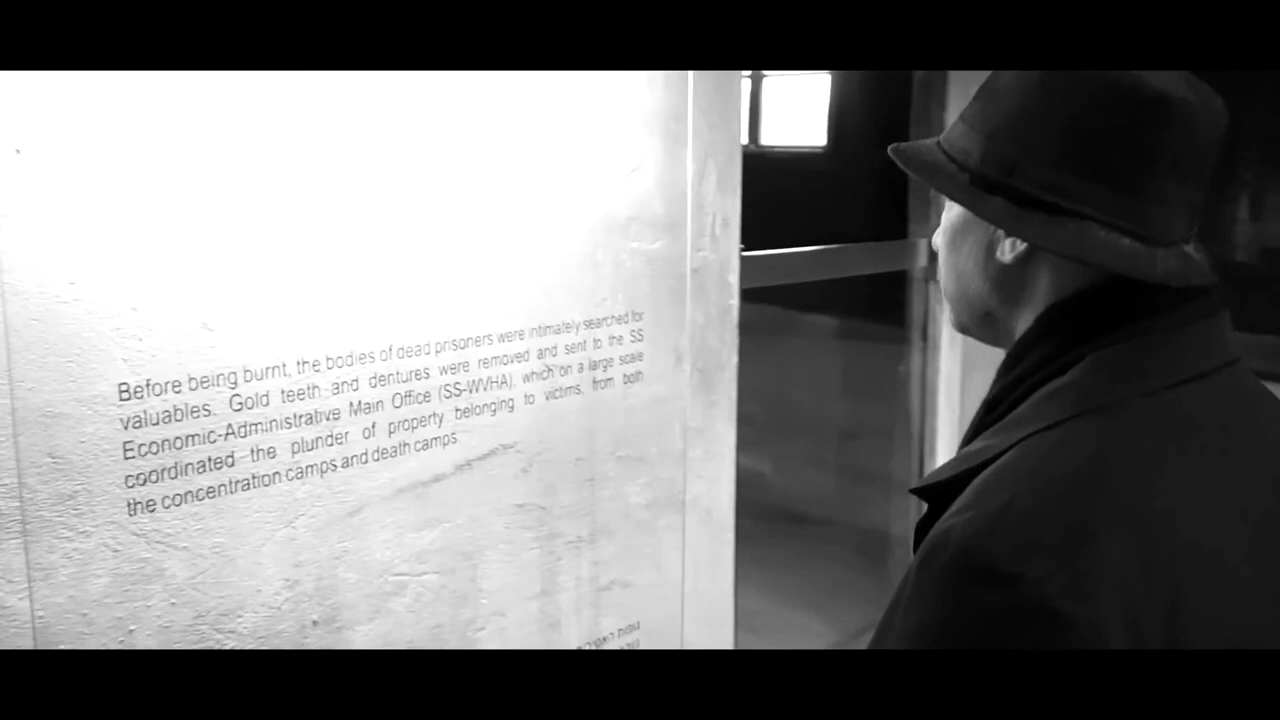 Before being burnt, the bodies of dead prisoners were intimately searched for
valuables. Gold teeth and dentures were removed and sent to the SS
Economic-Administrative Main Office (SS-WVHA), which on a large scale
coordinated the plunder of property belonging to victims, from both
the concentration camps and death camps.
גופות האסירים